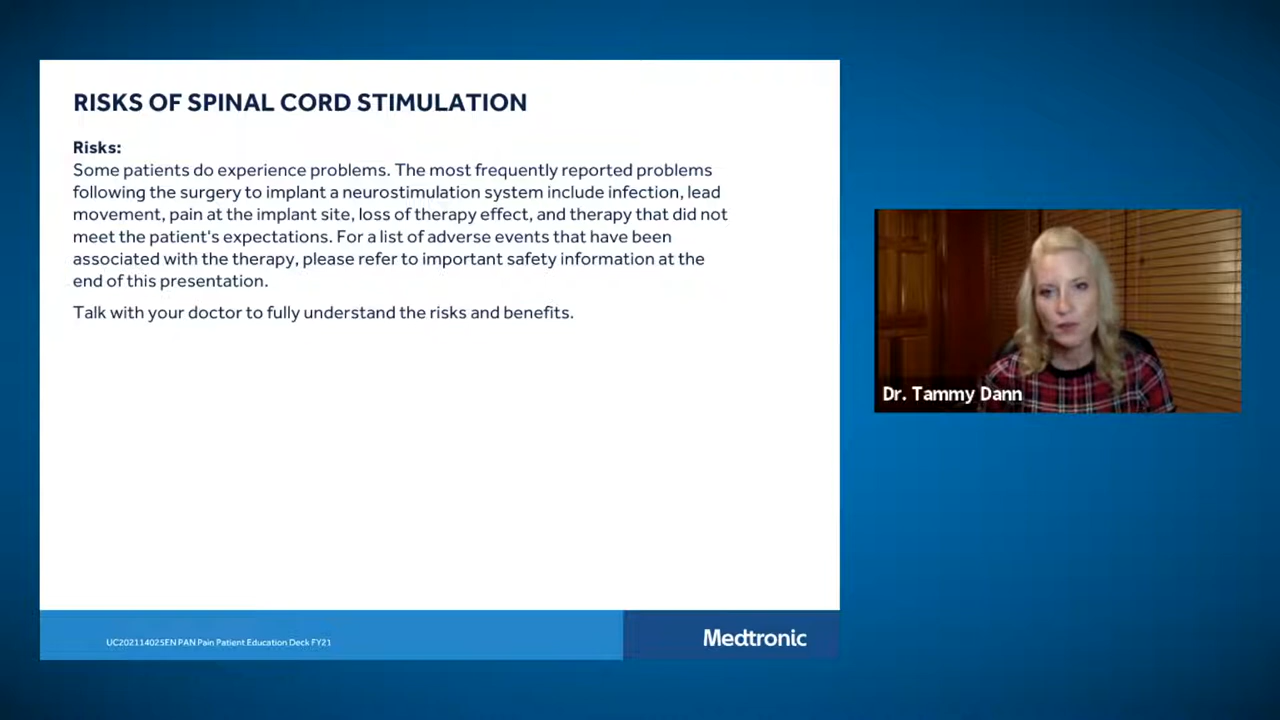 RISKS OF SPINAL CORD STIMULATION
Risks:
Some patients do experience problems. The most frequently reported problems
following the surgery to implant a neurostimulation system include infection, lead
movement, pain at the implant site, loss of therapy effect, and therapy that did not
meet the patient's expectations. For a list of adverse events that have been
associated with the therapy, please refer to important safety information at the
end of this presentation.
Talk with your doctor to fully understand the risks and benefits.
Dr. Tammy Dann
UC202114025EN PAN Pain Patient Education Deck FY21
Medtronic